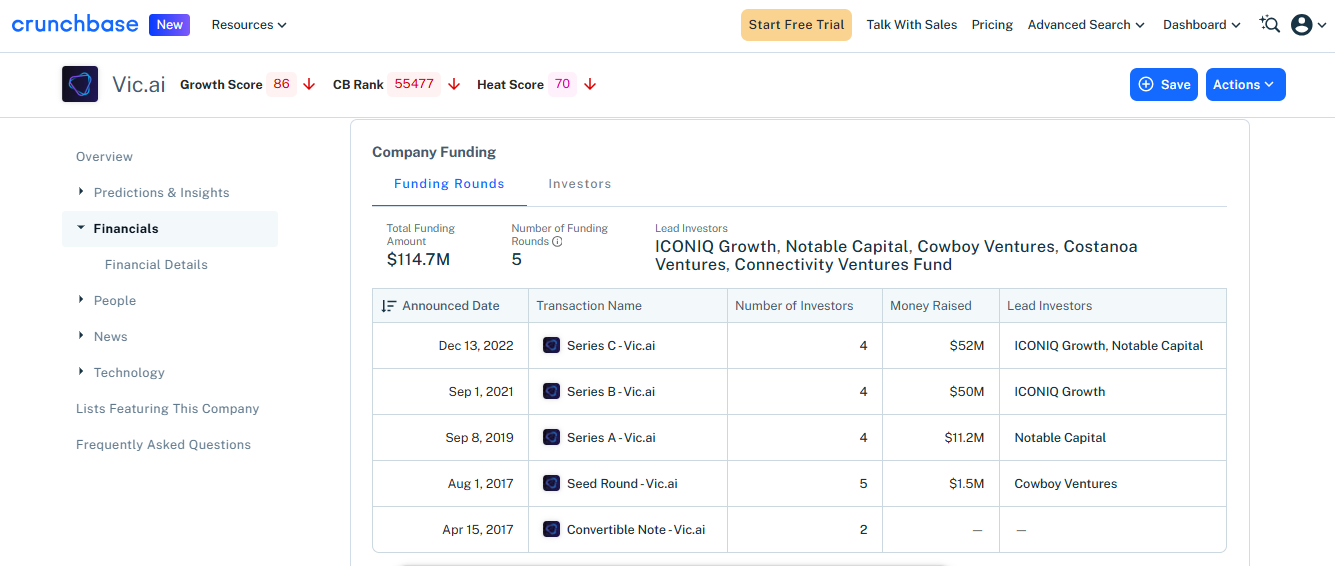 crunchbase New Resources Start Free Trial Talk With Sales Pricing Advanced Search Dashboard
Vic.ai Growth Score 86 CB Rank 55477 Heat Score 70 Save Actions
Overview
Predictions & Insights
Financials
Financial Details
People
News
Technology
Lists Featuring This Company
Frequently Asked Questions
Company Funding
Funding Rounds Investors
Total Funding
Amount
$114.7M
Number of Funding
Rounds
5
Lead Investors
ICONIQ Growth, Notable Capital, Cowboy Ventures, Costanoa
Ventures, Connectivity Ventures Fund
Announced Date Transaction Name Number of Investors Money Raised Lead Investors
Dec 13, 2022 Series C - Vic.ai 4 $52M ICONIQ Growth, Notable Capital
Sep 1, 2021 Series B - Vic.ai 4 $50M ICONIQ Growth
Sep 8, 2019 Series A - Vic.ai 4 $11.2M Notable Capital
Aug 1, 2017 Seed Round - Vic.ai 5 $1.5M Cowboy Ventures
Apr 15, 2017 Convertible Note - Vic.ai 2 — —